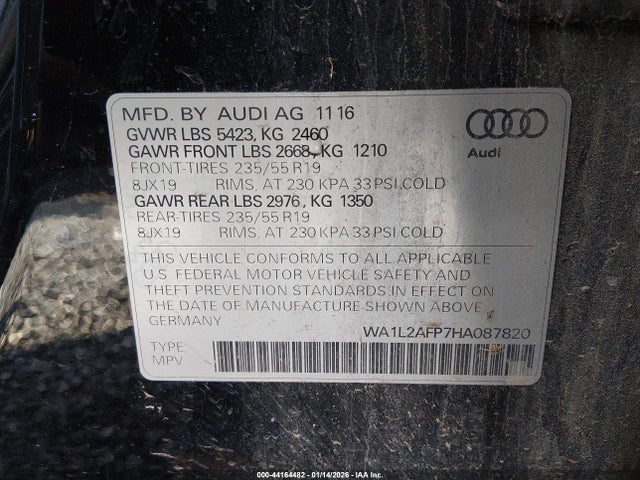 MFD. BY AUDI AG 11 16
GVWR LBS 5423, KG 2460
GAWR FRONT LBS 2668, KG 1210
FRONT-TIRES 235/55 R19
8JX19 RIMS, AT 230 KPA 33 PSI COLD
GAWR REAR LBS 2976, KG 1350
REAR-TIRES 235/55 R19
8JX19 RIMS, AT 230 KPA 33 PSI COLD
Audi
THIS VEHICLE CONFORMS TO ALL APPLICABLE
U.S. FEDERAL MOTOR VEHICLE SAFETY AND
THEFT PREVENTION STANDARDS IN EFFECT ON
THE DATE OF MANUFACTURE SHOWN ABOVE
GERMANY
WA1L2AFP7HA087820
TYPE:
MPV
000-44164482 - 01/14/2026 - IAA Inc.